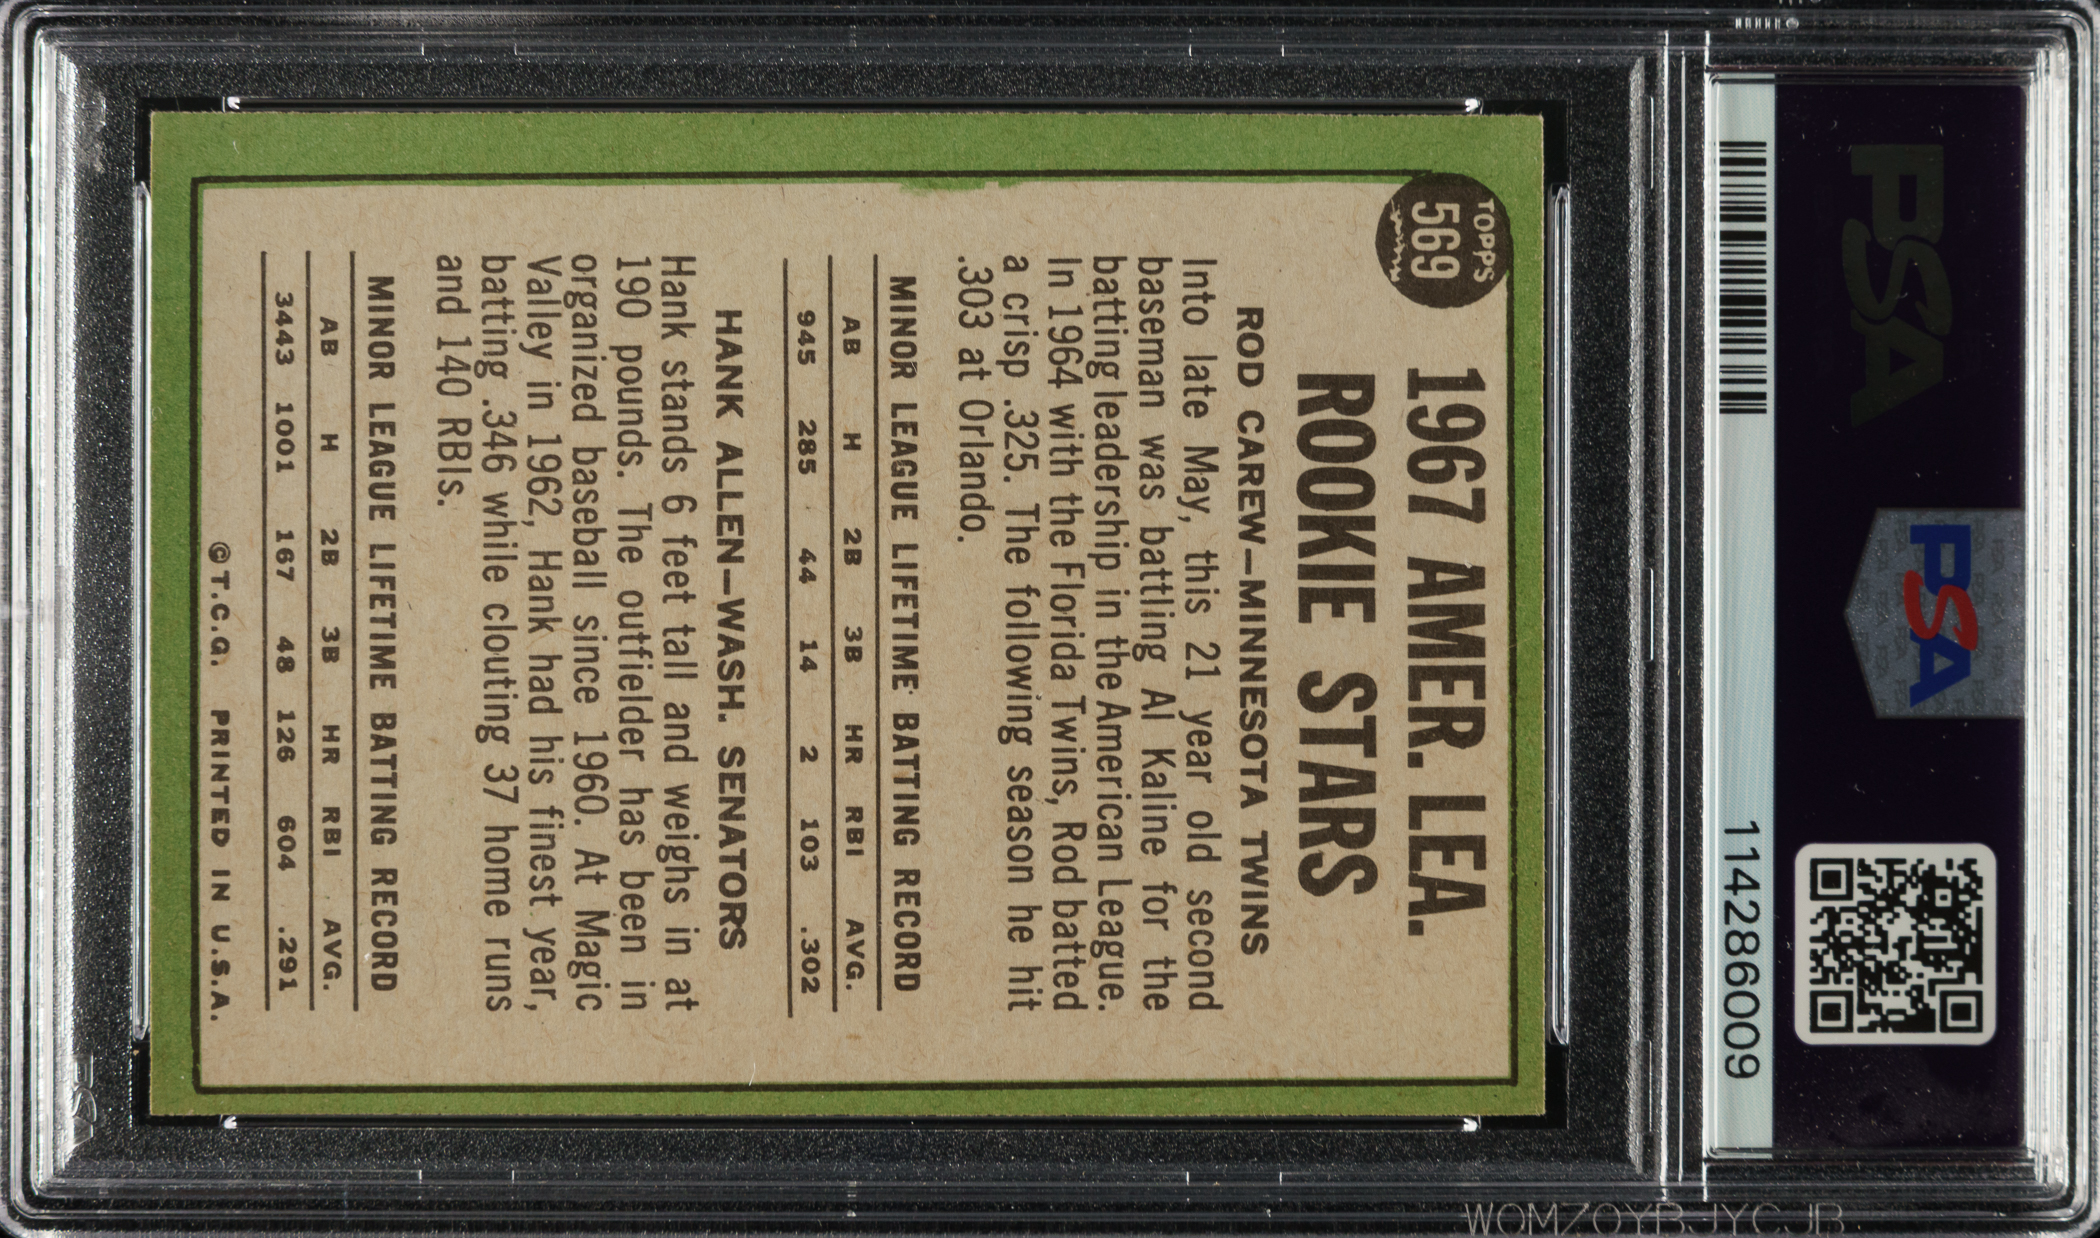 PSA
PSA
114286009
TOPPS
569
1967 AMER. LEA.
ROOKIE STARS
ROD CAREW—MINNESOTA TWINS
Into late May, this 21 year old second
baseman was battling Al Kaline for the
batting leadership in the American League.
In 1964 with the Florida Twins, Rod batted
a crisp .325. The following season he hit
.303 at Orlando.
MINOR LEAGUE LIFETIME BATTING RECORD
AB H 2B 3B HR RBI AVG.
945 285 44 14 2 103 .302
HANK ALLEN—WASH. SENATORS
Hank stands 6 feet tall and weighs in at
190 pounds. The outfielder has been in
organized baseball since 1960. At Magic
Valley in 1962, Hank had his finest year,
batting .346 while clouting 37 home runs
and 140 RBIs.
MINOR LEAGUE LIFETIME BATTING RECORD
AB H 2B 3B HR RBI AVG.
3443 1001 167 48 126 604 .291
©T.C.G. PRINTED IN U.S.A.